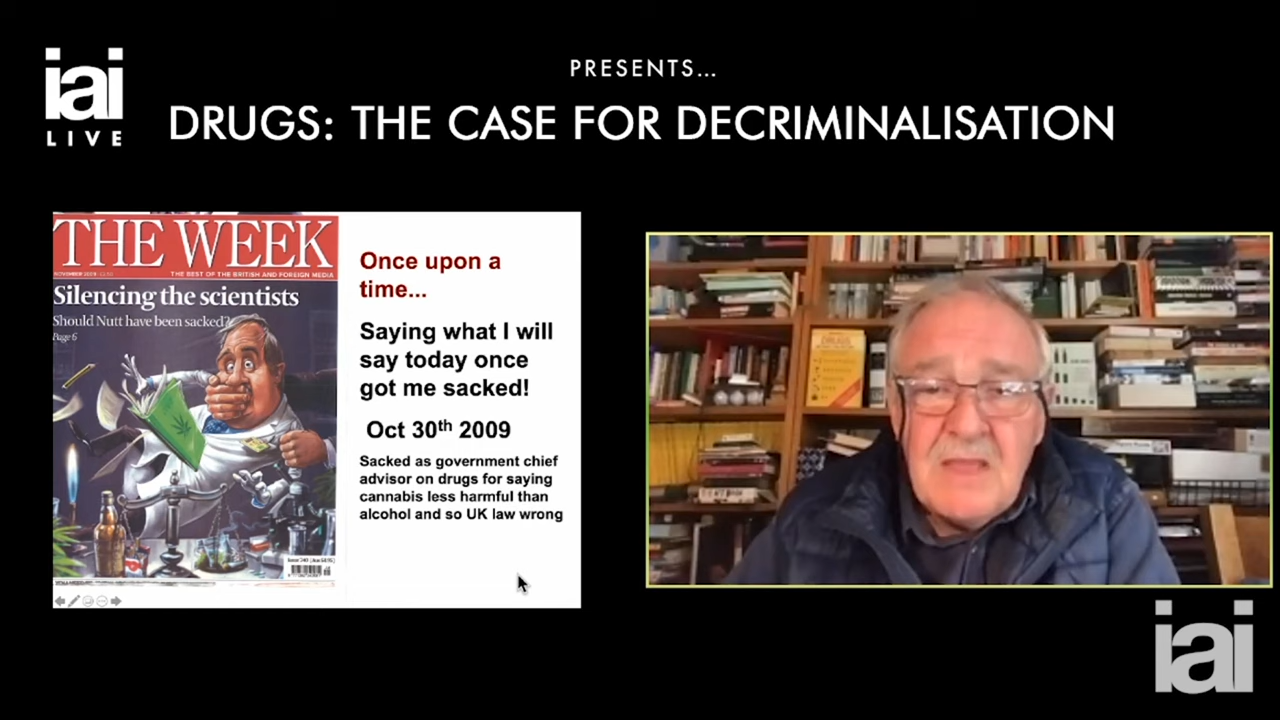 iai
LIVE
PRESENTS...
DRUGS: THE CASE FOR DECRIMINALISATION
THE WEEK
THE BEST OF THE BRITISH AND FOREIGN MEDIA
Silencing the scientists
Should Nutt have been sacked?
Page 6
Once upon a
time...
Saying what I will
say today once
got me sacked!
Oct 30th 2009
Sacked as government chief
advisor on drugs for saying
cannabis less harmful than
alcohol and so UK law wrong
DRUGS
iai